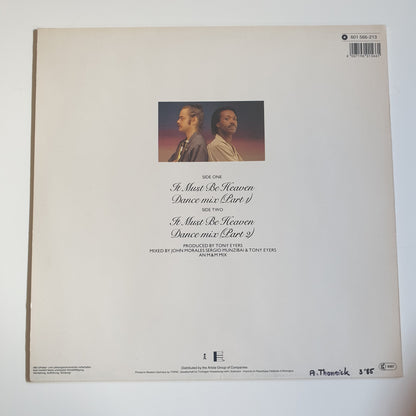 601 566-213
SIDE ONE
It Must Be Heaven
Dance mix (Part 1)
SIDE TWO
It Must Be Heaven
Dance mix (Part 2)
PRODUCED BY TONY EYERS
MIXED BY JOHN MORALES SERGIO MUNZIBAI & TONY EYERS
AN M&M MIX
Distributed by the Ariola Group of Companies
A. Thomsick 3'85